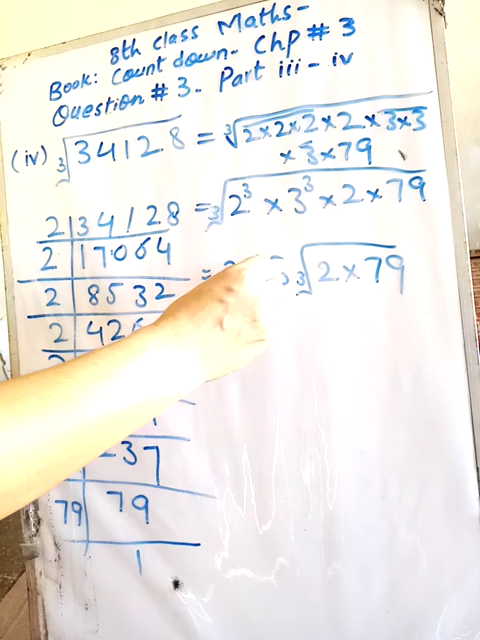 8th class Maths-
Book: Count down- Chp # 3
Question # 3. Part iii - iv
(iv) ∛34128 = ∛2×2×2×2×3×3
×3×79
= ∛2³ × 3³ × 2 × 79
= ∛2×79
2|34128
2|17064
2|8532
2|426
37
79|79
1